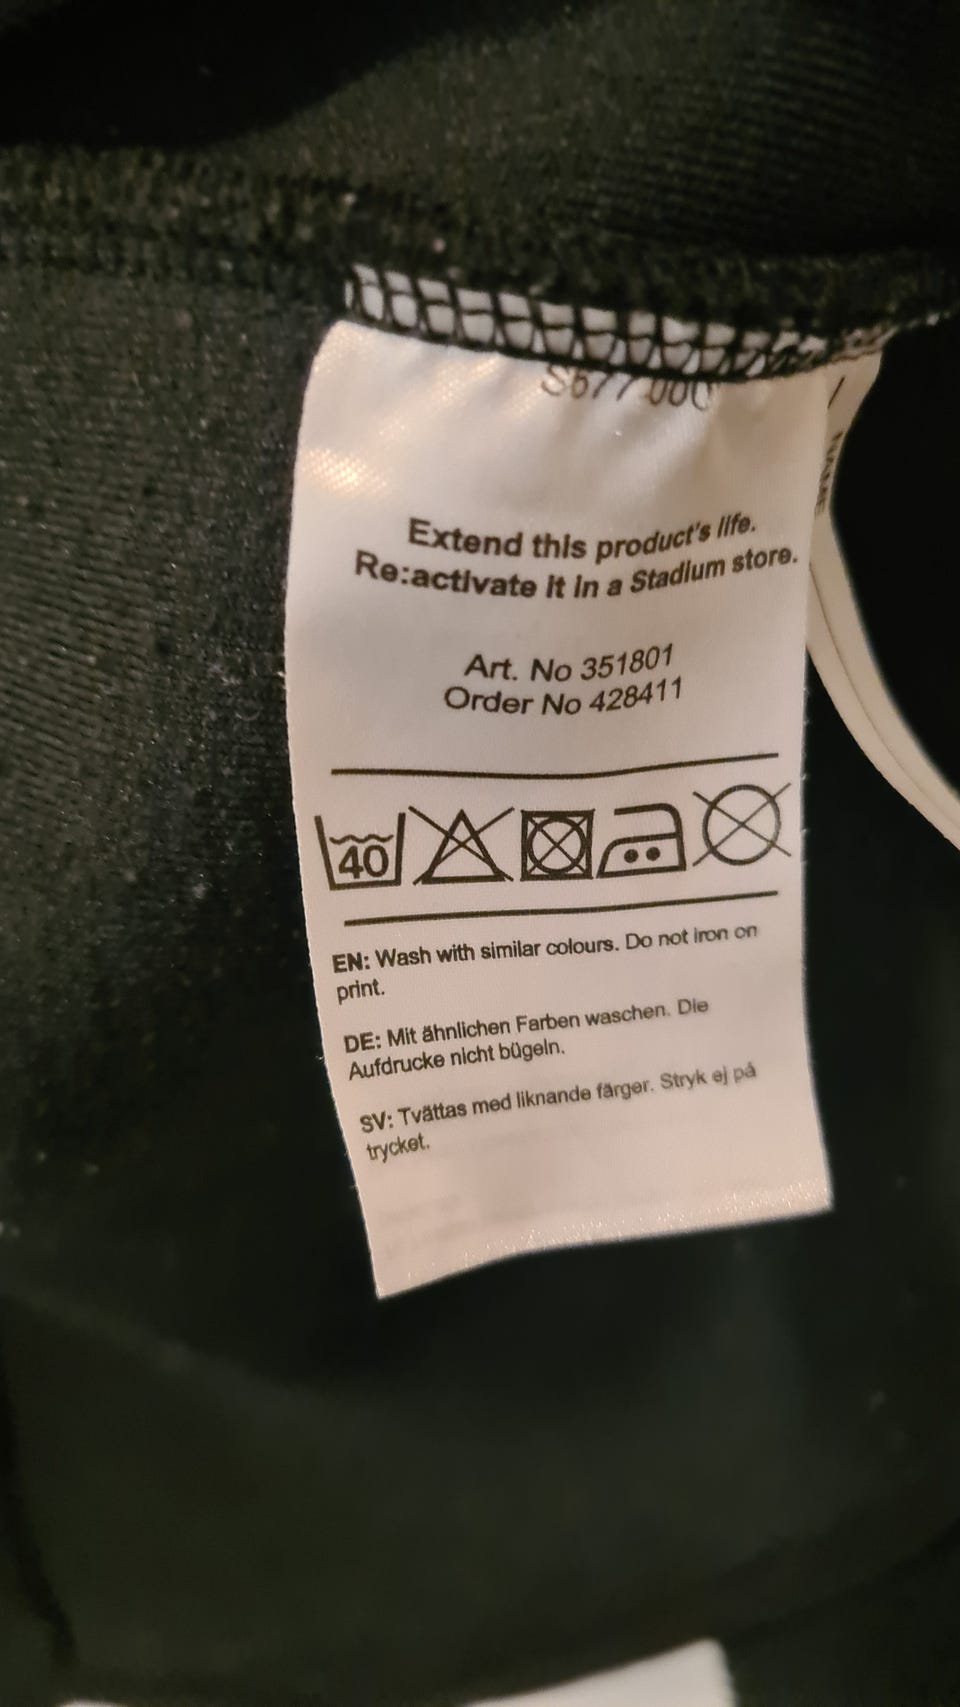 Extend this product's life.
Re:activate it in a Stadium store.
Art. No 351801
Order No 428411
40
EN: Wash with similar colours. Do not iron on
print.
DE: Mit ähnlichen Farben waschen. Die
Aufdrucke nicht bügeln.
SV: Tvättas med liknande färger. Stryk ej på
trycket.
NAME